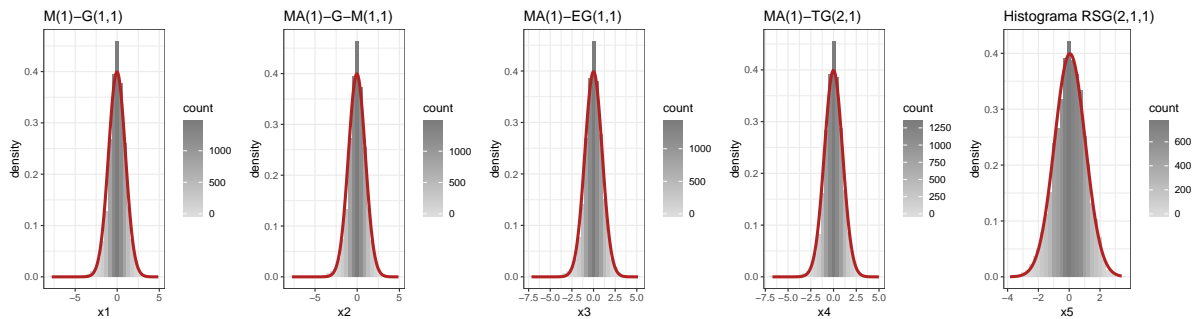 M(1)−G(1,1)
density
0.4
0.3
0.2
0.1
0.0
−5
0
5
x1
count
1000
500
0
MA(1)−G−M(1,1)
density
0.4
0.3
0.2
0.1
0.0
−5
0
5
x2
count
1000
500
0
MA(1)−EG(1,1)
density
0.4
0.3
0.2
0.1
0.0
−7.5 −5.0 −2.5 0.0 2.5 5.0
x3
count
1000
500
0
MA(1)−TG(2,1)
density
0.4
0.3
0.2
0.1
0.0
−7.5 −5.0 −2.5 0.0 2.5 5.0
x4
count
1250
1000
750
500
250
0
Histograma RSG(2,1,1)
density
0.4
0.3
0.2
0.1
0.0
−4 −2 0 2
x5
count
600
400
200
0